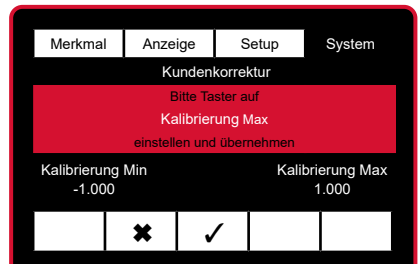 Merkmal Anzeige Setup System
Kundenkorrektur
Bitte Taster auf
Kalibrierung Max
einstellen und übernehmen
Kalibrierung Min Kalibrierung Max
-1.000 1.000
✖ ✓